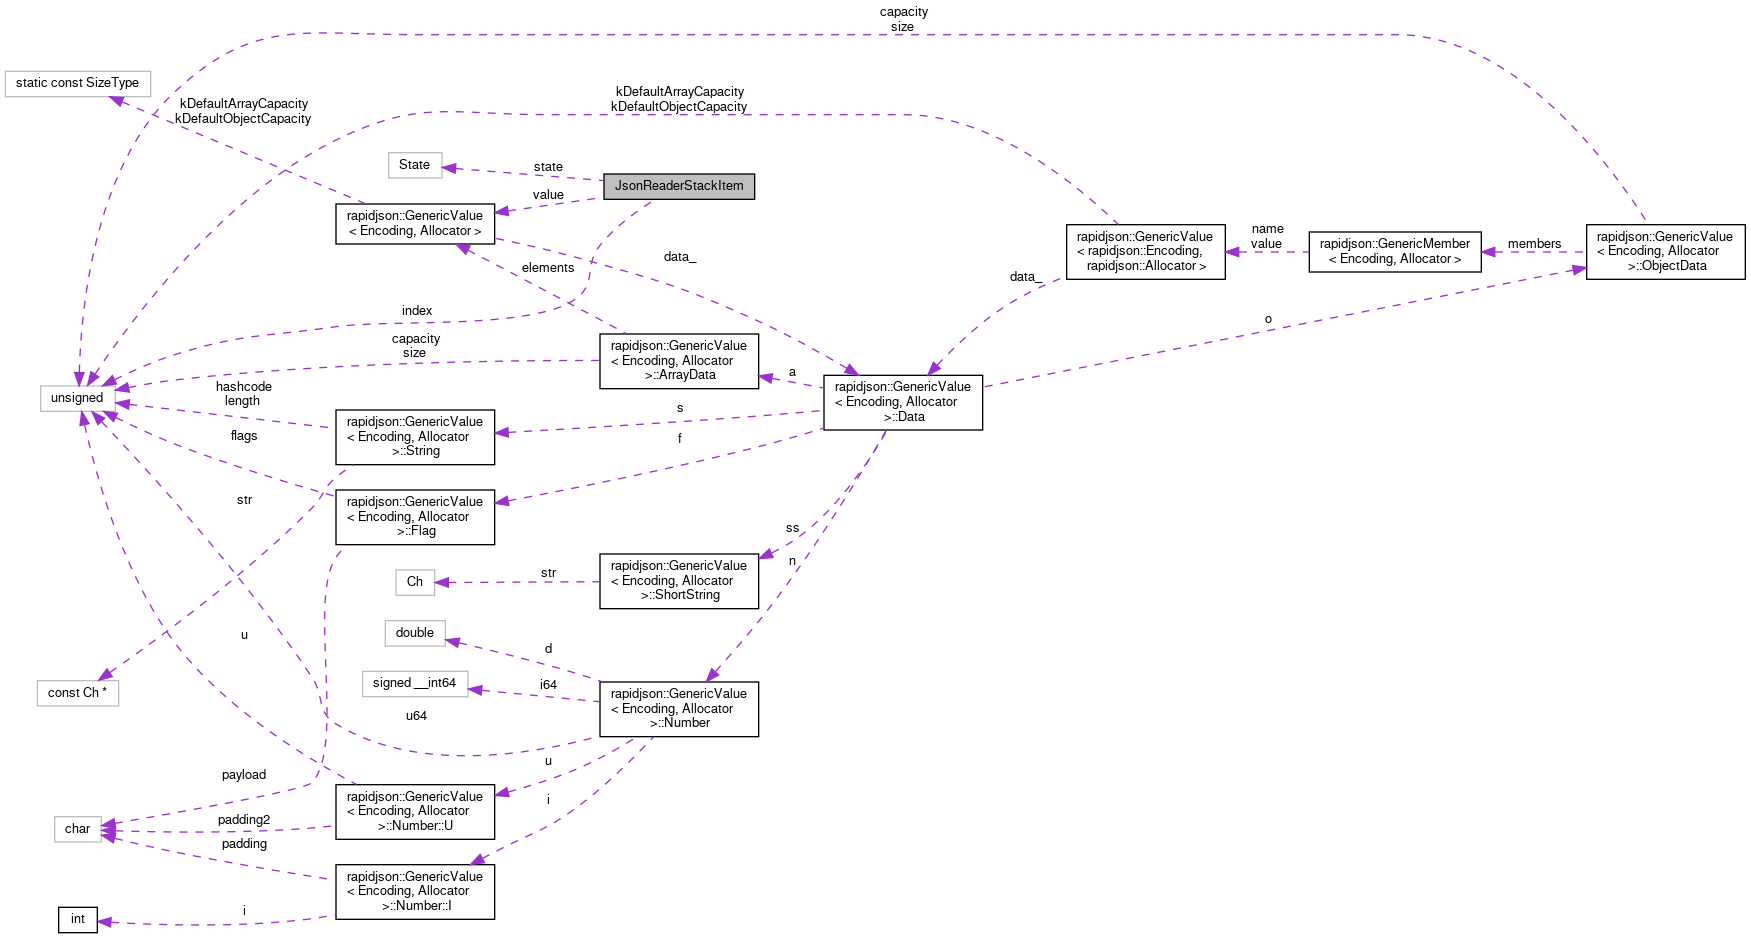 capacity
size
static const SizeType
kDefaultArrayCapacity
kDefaultObjectCapacity
kDefaultArrayCapacity
kDefaultObjectCapacity
State
state
JsonReaderStackItem
value
rapidjson::GenericValue
< Encoding, Allocator >
data_
elements
index
rapidjson::GenericValue
< rapidjson::Encoding,
rapidjson::Allocator >
name
value
rapidjson::GenericMember
< Encoding, Allocator >
members
rapidjson::GenericValue
< Encoding, Allocator
>::ObjectData
data_
o
capacity
size
rapidjson::GenericValue
< Encoding, Allocator
>::ArrayData
a
rapidjson::GenericValue
< Encoding, Allocator
>::Data
unsigned
hashcode
length
rapidjson::GenericValue
< Encoding, Allocator
>::String
s
f
flags
str
rapidjson::GenericValue
< Encoding, Allocator
>::Flag
ss
n
Ch
str
rapidjson::GenericValue
< Encoding, Allocator
>::ShortString
double
d
u
const Ch *
signed __int64
i64
rapidjson::GenericValue
< Encoding, Allocator
>::Number
u64
u
i
payload
char
padding2
padding
rapidjson::GenericValue
< Encoding, Allocator
>::Number::U
rapidjson::GenericValue
< Encoding, Allocator
>::Number::I
int
i